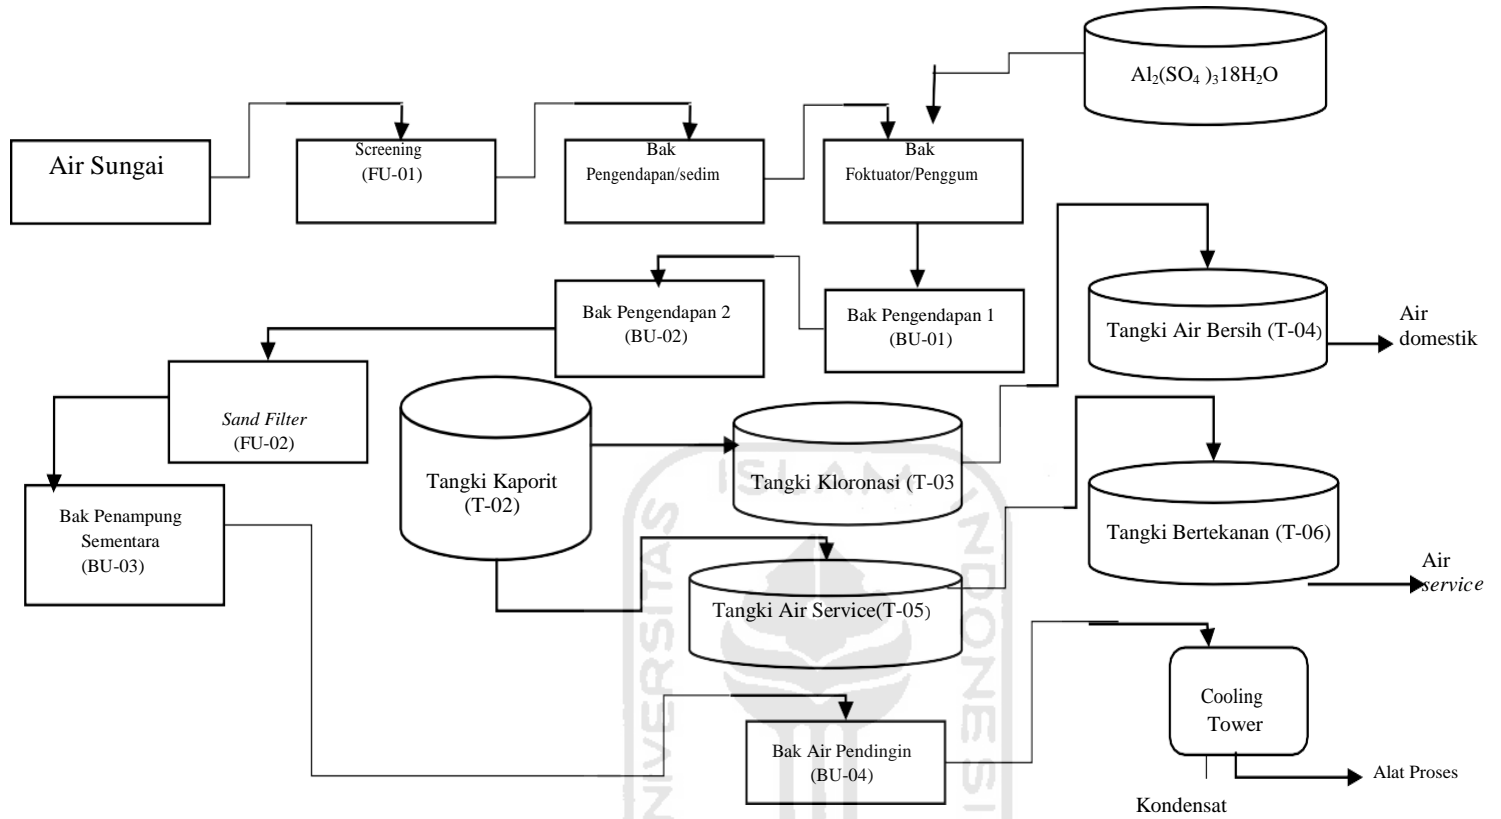 Al₂(SO₄)₃18H₂O
Air Sungai
Screening
(FU-01)
Bak
Pengendapan/sedim
Bak
Foktuator/Penggum
Bak Pengendapan 2
(BU-02)
Bak Pengendapan 1
(BU-01)
Tangki Air Bersih (T-04)
Air
domestik
Sand Filter
(FU-02)
Tangki Kaporit
(T-02)
Tangki Kloronasi (T-03
Tangki Bertekanan (T-06)
Air
service
Bak Penampung
Sementara
(BU-03)
Tangki Air Service(T-05)
Bak Air Pendingin
(BU-04)
Cooling
Tower
Alat Proses
Kondensat
UNIVERSITAS
ISLAM
INDONESI